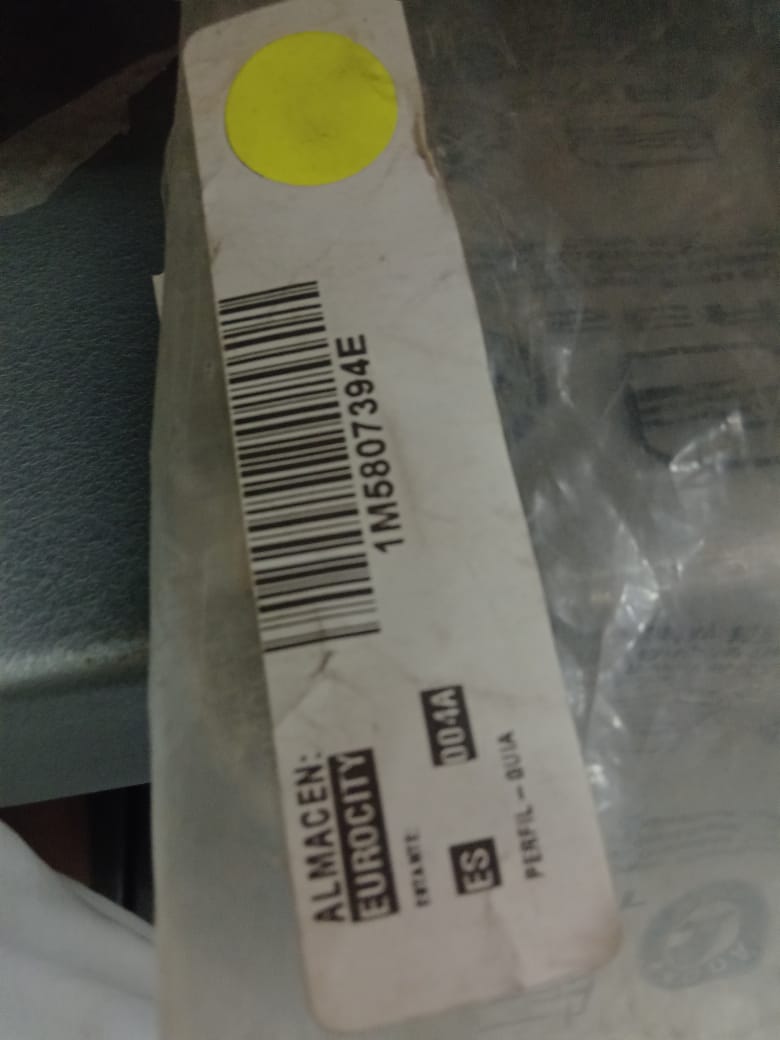 ALMACEN:
EUROCITY
ESTANTE:
ES
004A
PERFIL-GUIA
1M5807394E